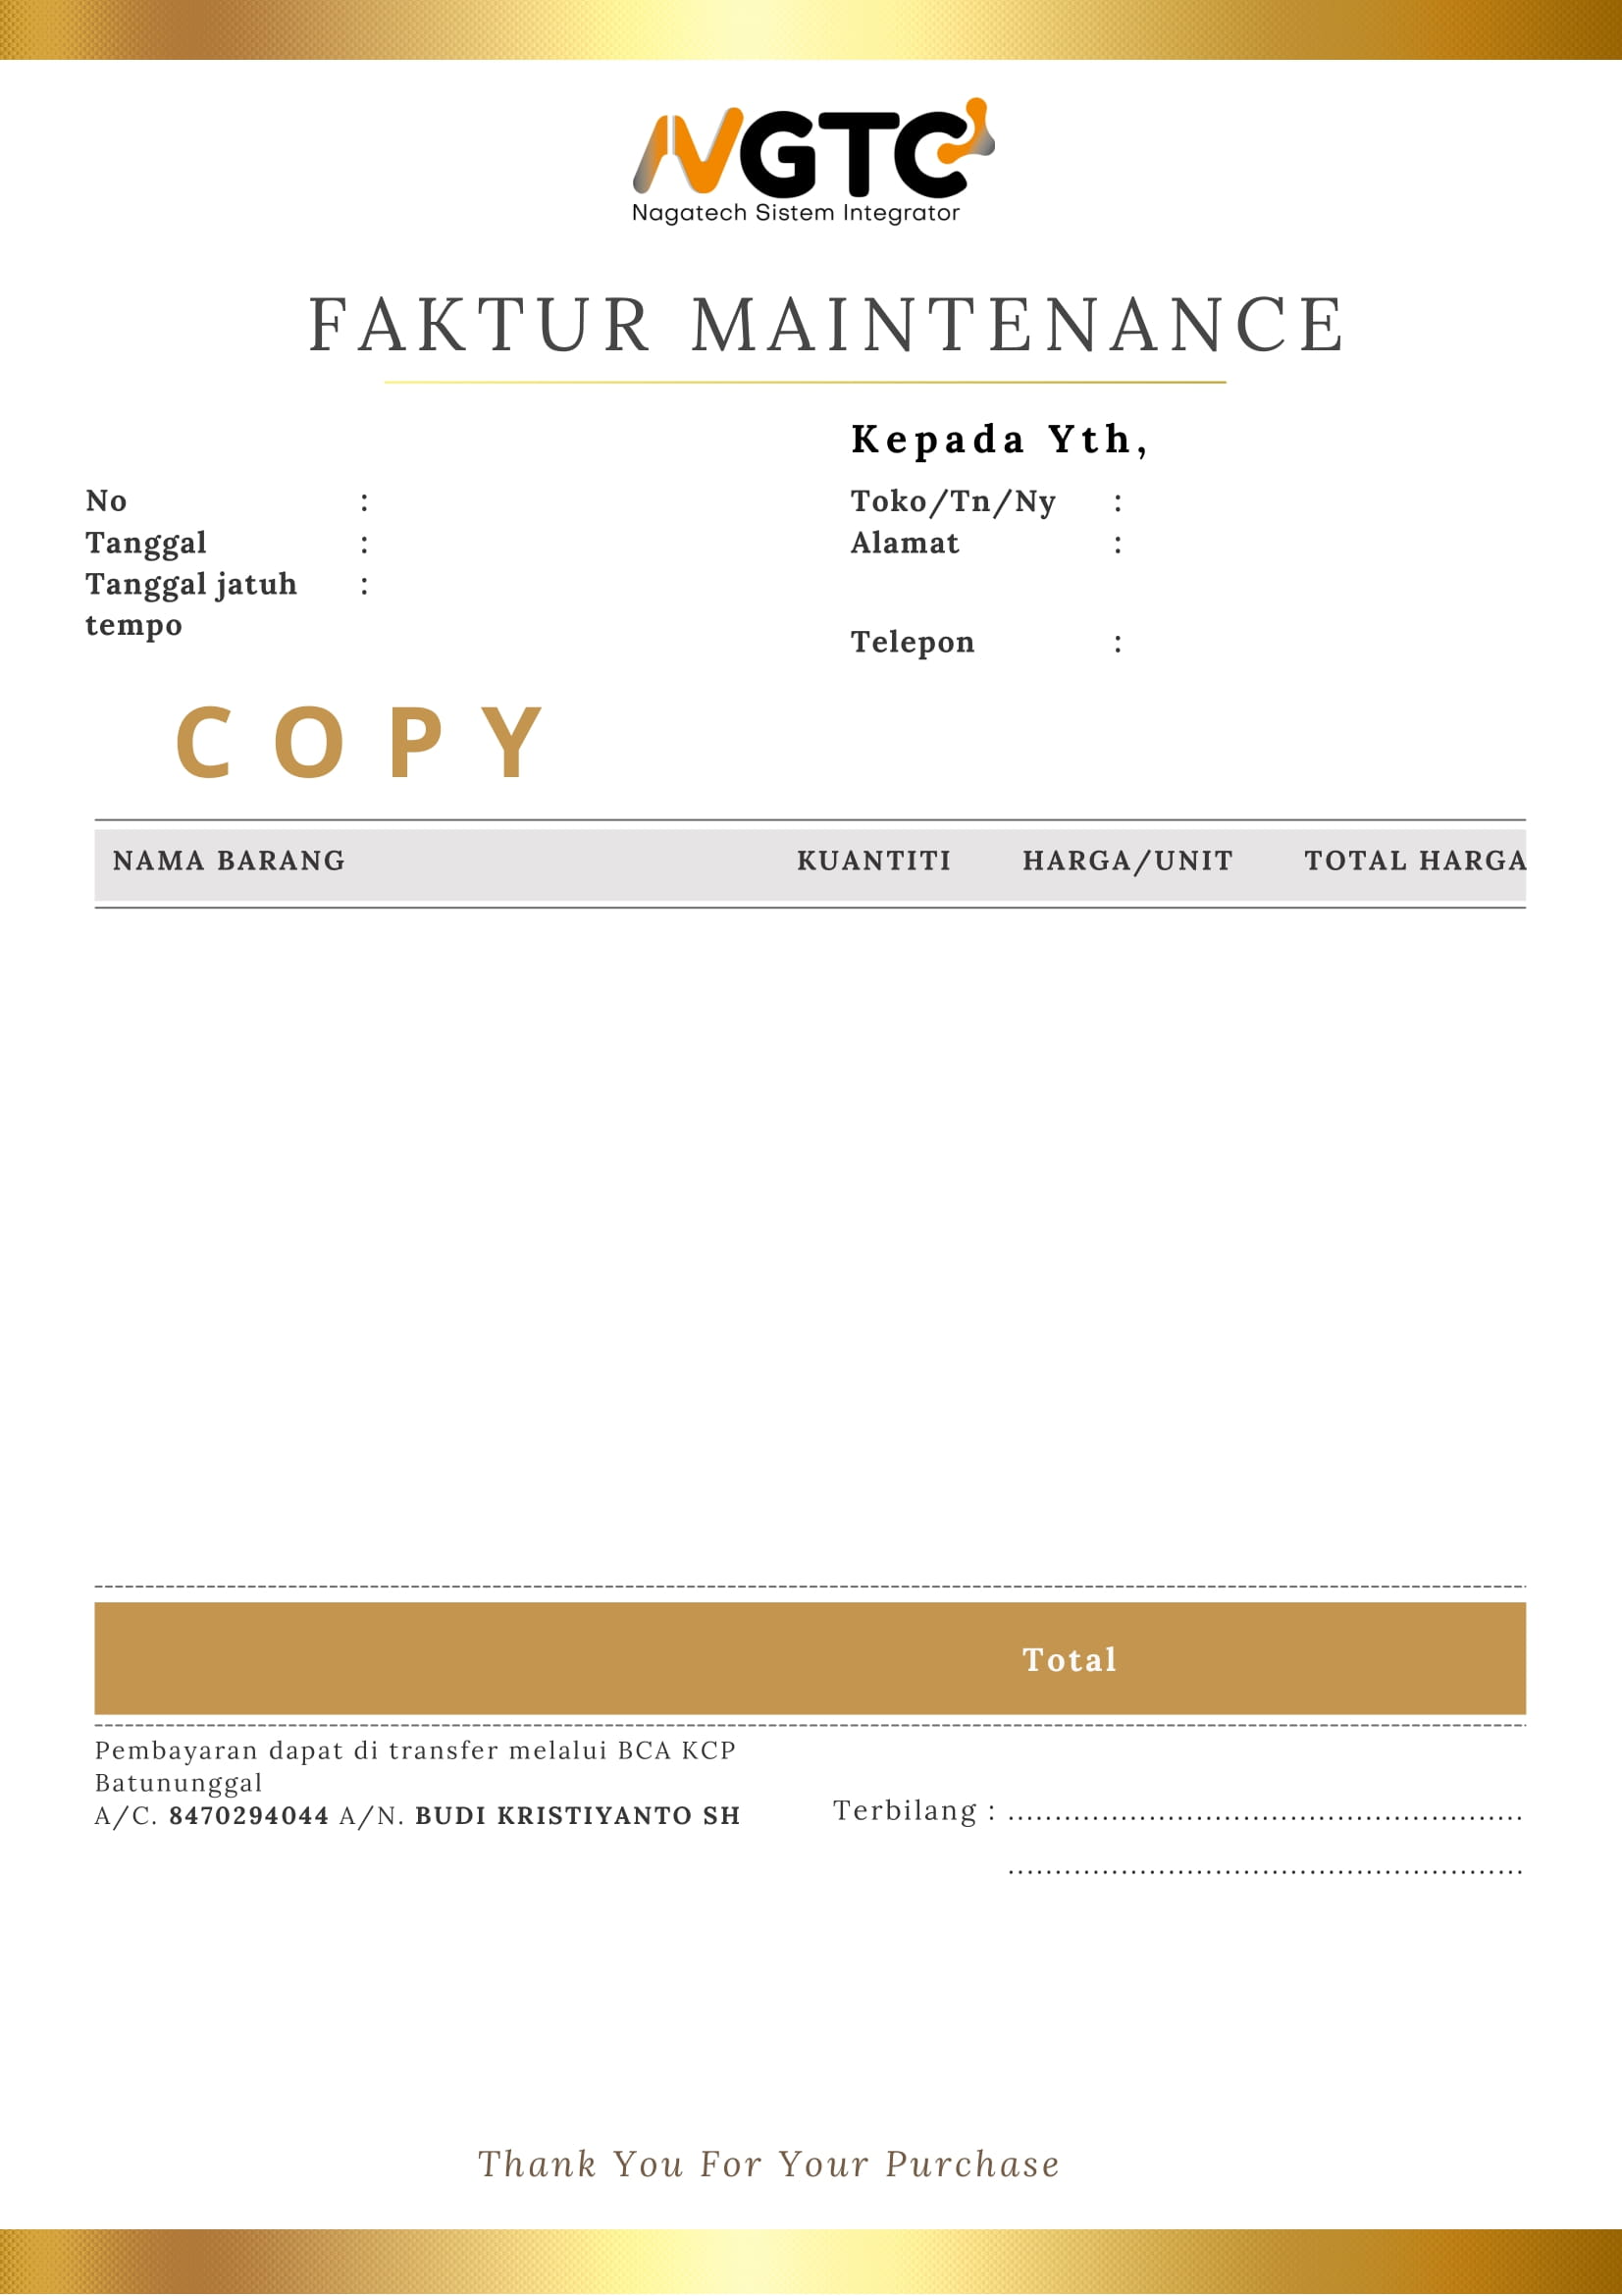 NGTC
Nagatech Sistem Integrator
FAKTUR MAINTENANCE
Kepada Yth,
No :
Tanggal :
Tanggal jatuh :
tempo
Toko/Tn/Ny :
Alamat :
Telepon :
COPY
NAMA BARANG KUANTITI HARGA/UNIT TOTAL HARGA
Total
Pembayaran dapat di transfer melalui BCA KCP
Batununggal
A/C. 8470294044 A/N. BUDI KRISTIYANTO SH
Terbilang : .......................................................
.......................................................
Thank You For Your Purchase